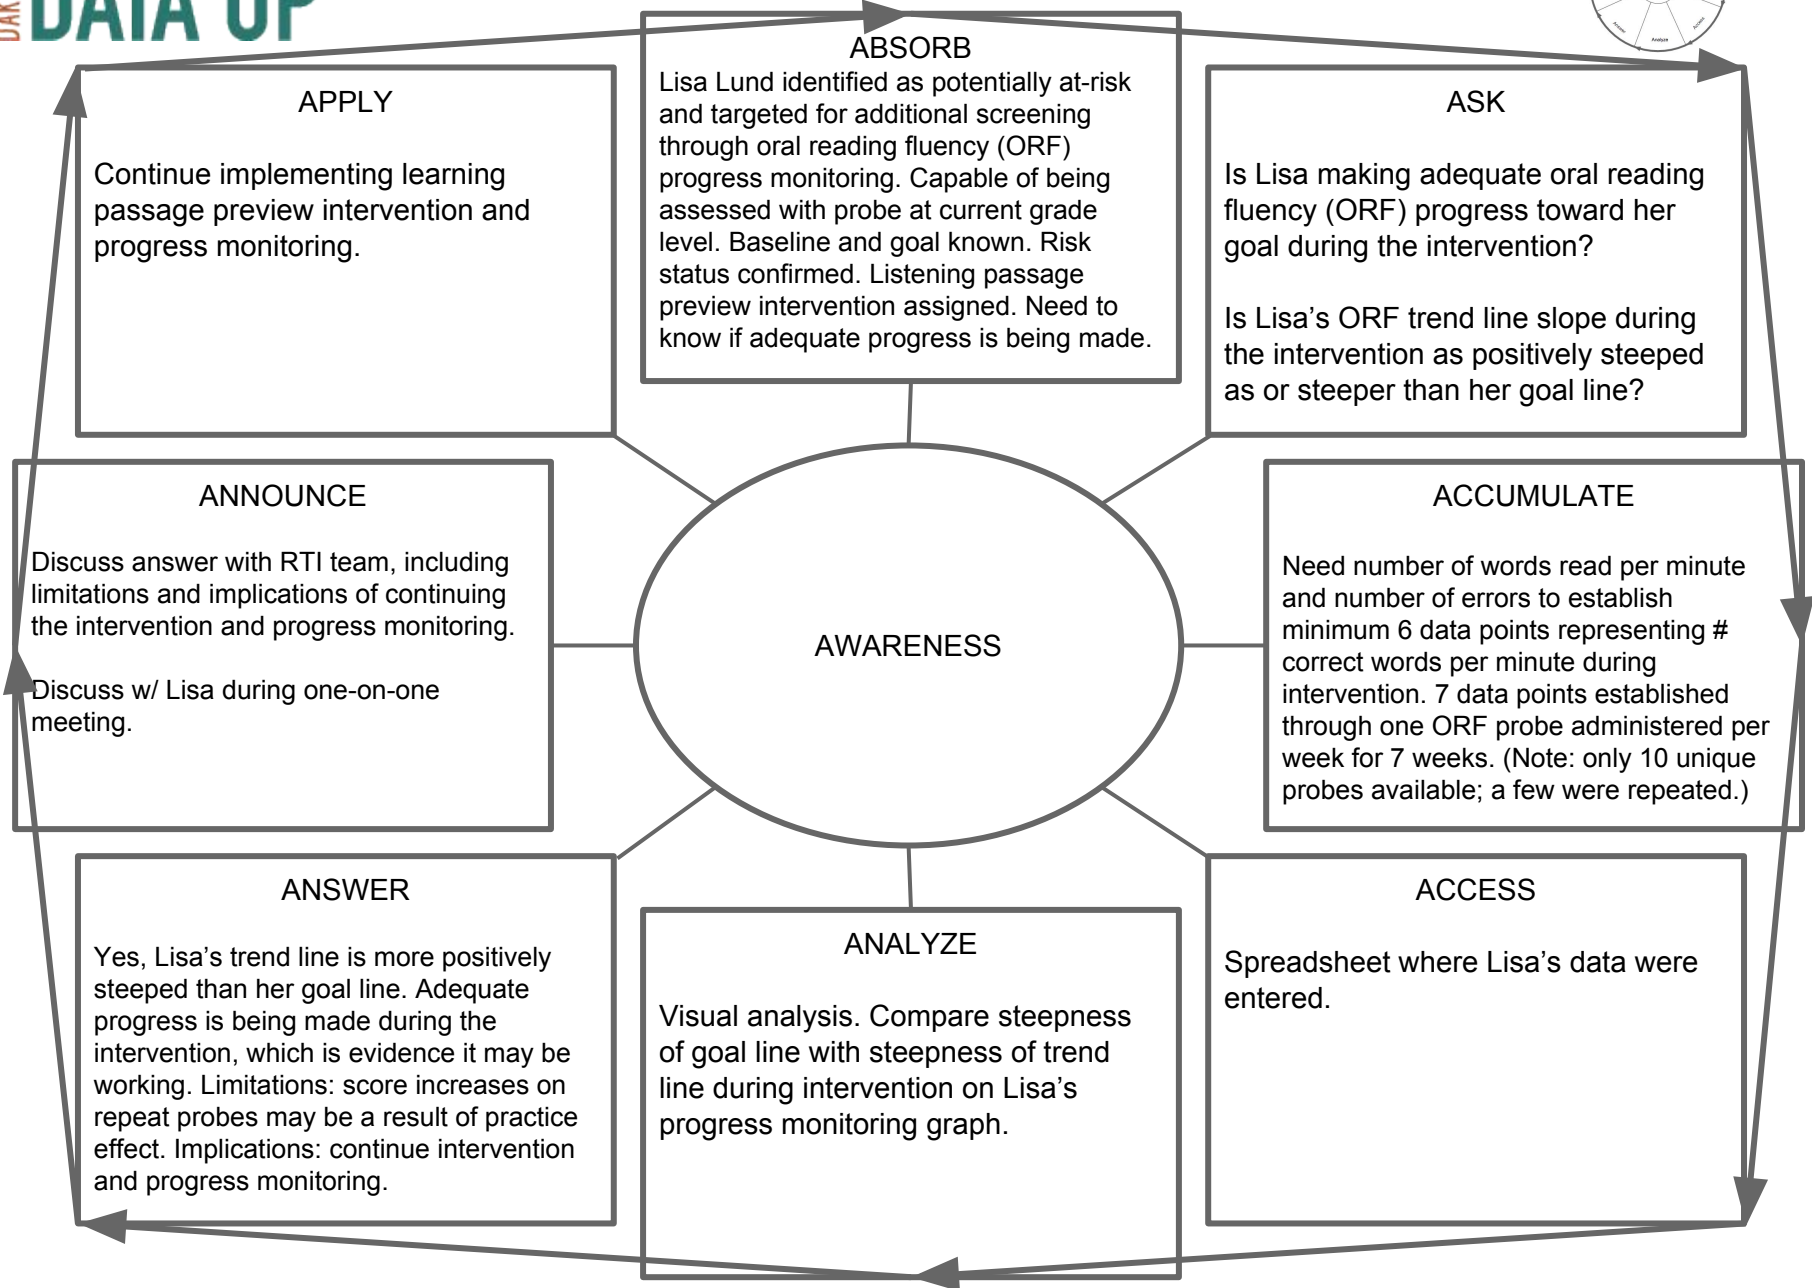 DATA UP
ABSORB
Lisa Lund identified as potentially at-risk
and targeted for additional screening
through oral reading fluency (ORF)
progress monitoring. Capable of being
assessed with probe at current grade
level. Baseline and goal known. Risk
status confirmed. Listening passage
preview intervention assigned. Need to
know if adequate progress is being made.
ASK
Is Lisa making adequate oral reading
fluency (ORF) progress toward her
goal during the intervention?
Is Lisa’s ORF trend line slope during
the intervention as positively steeped
as or steeper than her goal line?
ACCUMULATE
Need number of words read per minute
and number of errors to establish
minimum 6 data points representing #
correct words per minute during
intervention. 7 data points established
through one ORF probe administered per
week for 7 weeks. (Note: only 10 unique
probes available; a few were repeated.)
ACCESS
Spreadsheet where Lisa’s data were
entered.
ANALYZE
Visual analysis. Compare steepness
of goal line with steepness of trend
line during intervention on Lisa’s
progress monitoring graph.
ANSWER
Yes, Lisa’s trend line is more positively
steeped than her goal line. Adequate
progress is being made during the
intervention, which is evidence it may be
working. Limitations: score increases on
repeat probes may be a result of practice
effect. Implications: continue intervention
and progress monitoring.
ANNOUNCE
Discuss answer with RTI team, including
limitations and implications of continuing
the intervention and progress monitoring.
Discuss w/ Lisa during one-on-one
meeting.
APPLY
Continue implementing learning
passage preview intervention and
progress monitoring.
AWARENESS
Answer
Analyze
Access